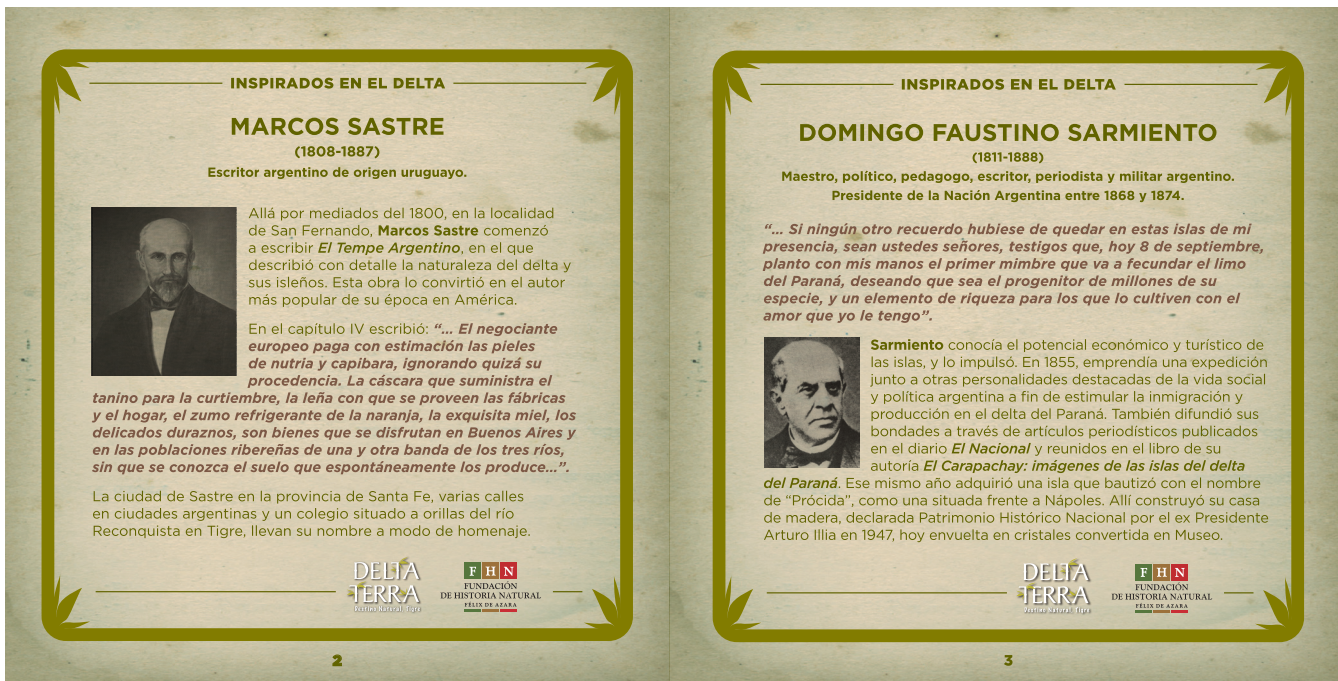 INSPIRADOS EN EL DELTA
MARCOS SASTRE
(1808-1887)
Escritor argentino de origen uruguayo.
Allá por mediados del 1800, en la localidad
de San Fernando, Marcos Sastre comenzó
a escribir El Tempe Argentino, en el que
describió con detalle la naturaleza del delta y
sus isleños. Esta obra lo convirtió en el autor
más popular de su época en América.
En el capítulo IV escribió: “... El negociante
europeo paga con estimación las pieles
de nutria y capibara, ignorando quizá su
procedencia. La cáscara que suministra el
tanino para la curtiembre, la leña con que se proveen las fábricas
y el hogar, el zumo refrigerante de la naranja, la exquisita miel, los
delicados duraznos, son bienes que se disfrutan en Buenos Aires y
en las poblaciones ribereñas de una y otra banda de los tres ríos,
sin que se conozca el suelo que espontáneamente los produce...”.
La ciudad de Sastre en la provincia de Santa Fe, varias calles
en ciudades argentinas y un colegio situado a orillas del río
Reconquista en Tigre, llevan su nombre a modo de homenaje.
DELTA
TERRA
Destino Natural. Tigre
FHN
FUNDACIÓN
DE HISTORIA NATURAL
FÉLIX DE AZARA
2
INSPIRADOS EN EL DELTA
DOMINGO FAUSTINO SARMIENTO
(1811-1888)
Maestro, político, pedagogo, escritor, periodista y militar argentino.
Presidente de la Nación Argentina entre 1868 y 1874.
“... Si ningún otro recuerdo hubiese de quedar en estas islas de mi
presencia, sean ustedes señores, testigos que, hoy 8 de septiembre,
planto con mis manos el primer mimbre que va a fecundar el limo
del Paraná, deseando que sea el progenitor de millones de su
especie, y un elemento de riqueza para los que lo cultiven con el
amor que yo le tengo”.
Sarmiento conocía el potencial económico y turístico de
las islas, y lo impulsó. En 1855, emprendía una expedición
junto a otras personalidades destacadas de la vida social
y política argentina a fin de estimular la inmigración y
producción en el delta del Paraná. También difundió sus
bondades a través de artículos periodísticos publicados
en el diario El Nacional y reunidos en el libro de su
autoría El Carapachay: imágenes de las islas del delta
del Paraná. Ese mismo año adquirió una isla que bautizó con el nombre
de “Prócida”, como una situada frente a Nápoles. Allí construyó su casa
de madera, declarada Patrimonio Histórico Nacional por el ex Presidente
Arturo Illia en 1947, hoy envuelta en cristales convertida en Museo.
DELTA
TERRA
Destino Natural. Tigre
FHN
FUNDACIÓN
DE HISTORIA NATURAL
FÉLIX DE AZARA
3